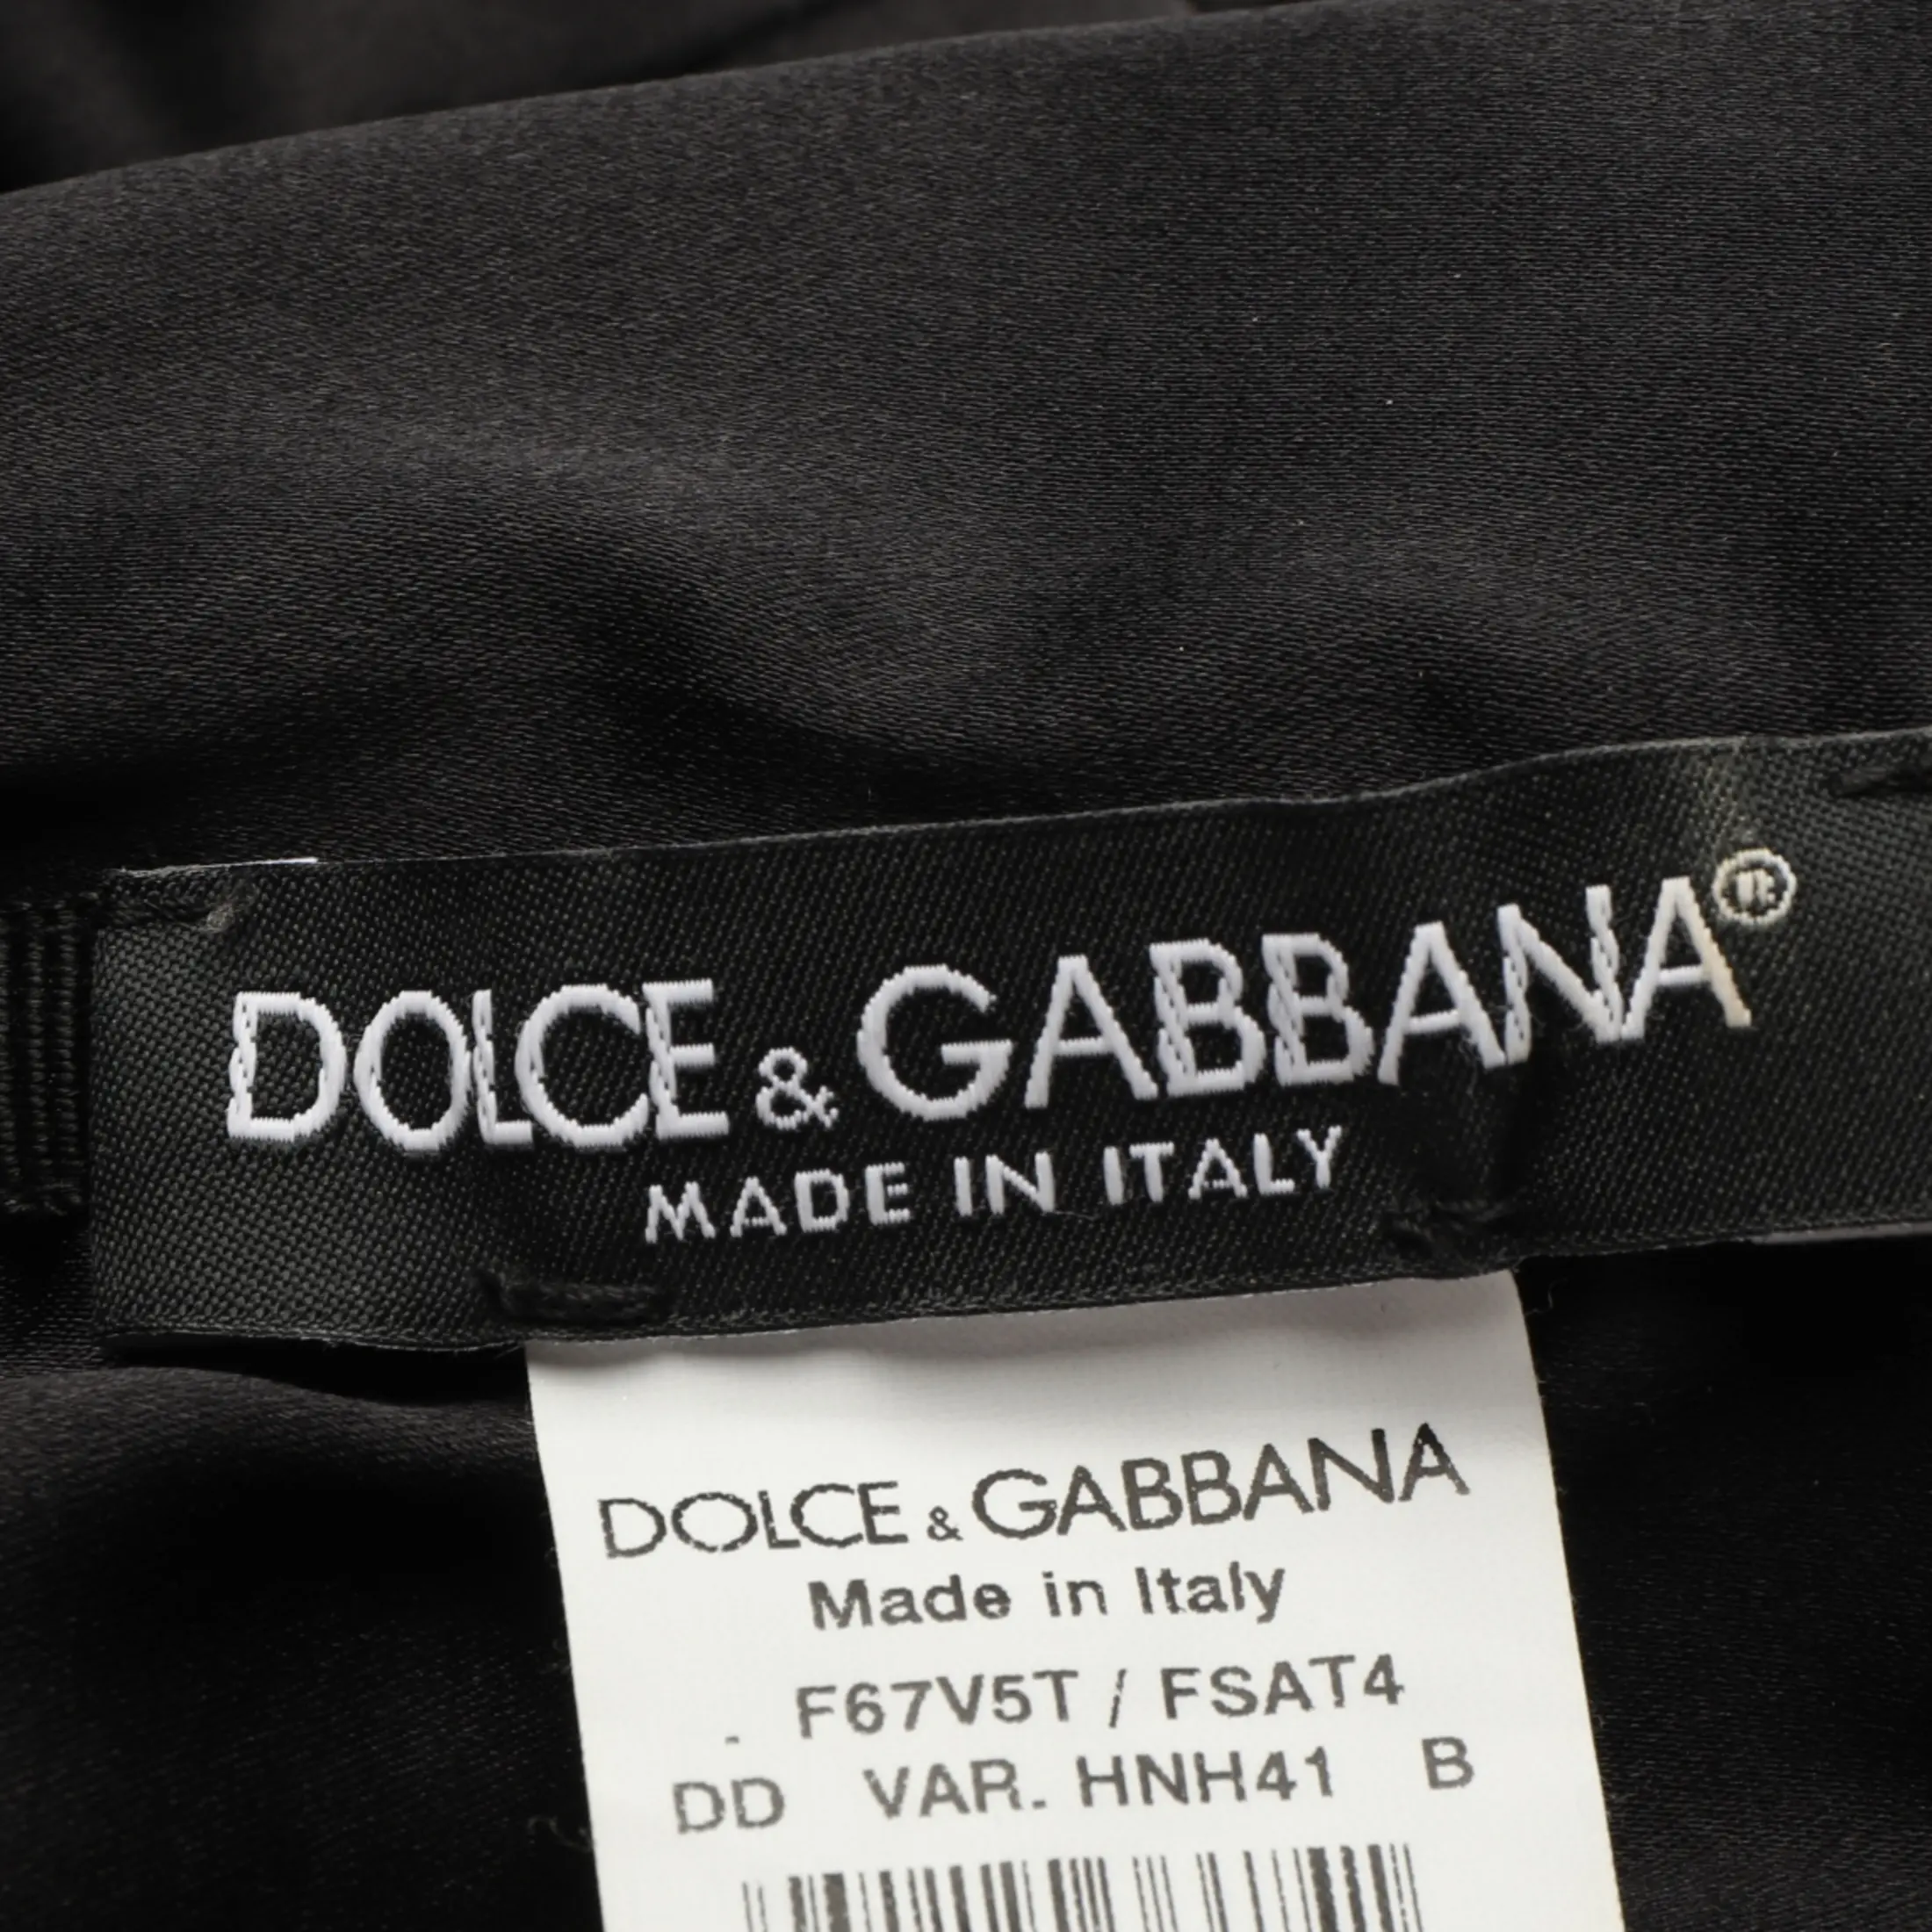 DOLCE & GABBANA®
MADE IN ITALY
DOLCE & GABBANA
Made in Italy
. F67V5T / FSAT4
DD VAR. HNH41 B